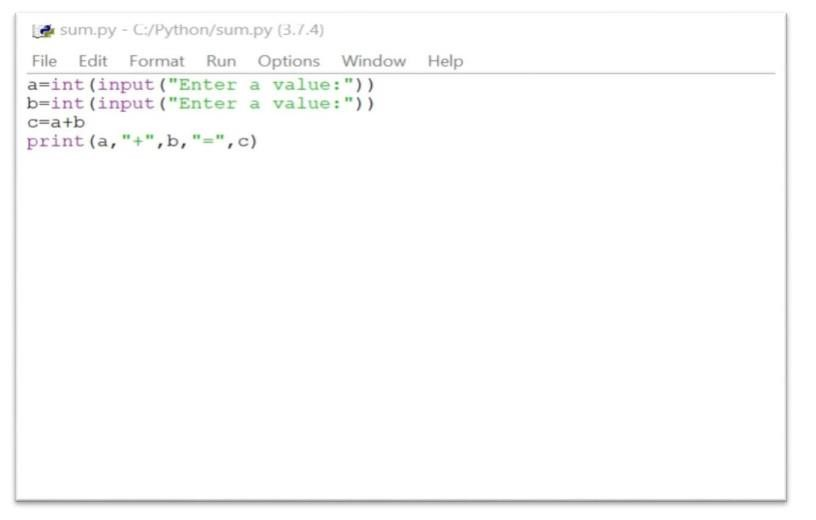 sum.py - C:/Python/sum.py (3.7.4)
File Edit Format Run Options Window Help
a=int(input("Enter a value:"))
b=int(input("Enter a value:"))
c=a+b
print(a,"+",b,"=",c)